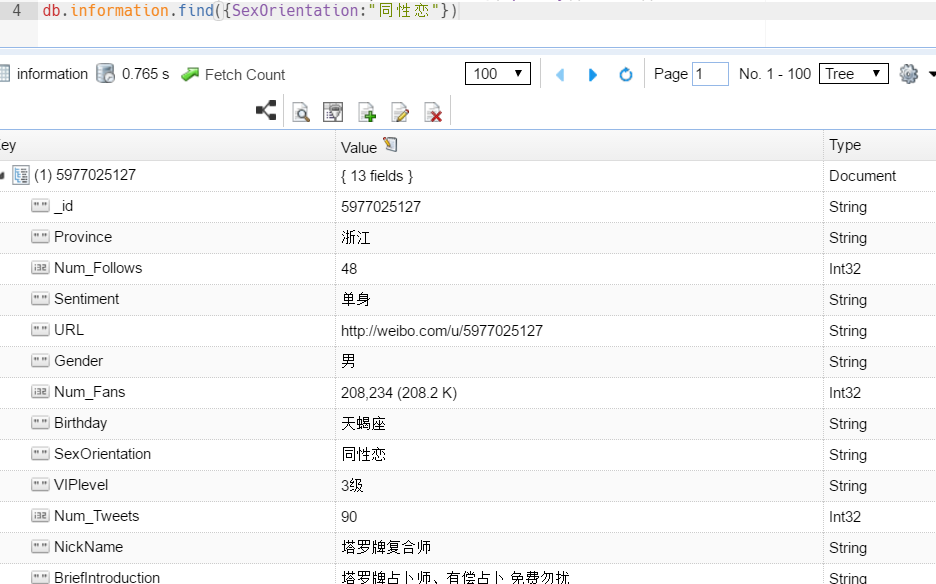 4 db.information.find({SexOrientation:"同性恋"})
information 0.765 s Fetch Count 100 Page 1 No. 1 - 100 Tree
ey Value Type
(1) 5977025127 { 13 fields } Document
_id 5977025127 String
Province 浙江 String
i32 Num_Follows 48 Int32
Sentiment 单身 String
URL http://weibo.com/u/5977025127 String
Gender 男 String
i32 Num_Fans 208,234 (208.2 K) Int32
Birthday 天蝎座 String
SexOrientation 同性恋 String
VIPlevel 3级 String
i32 Num_Tweets 90 Int32
NickName 塔罗牌复合师 String
BriefIntroduction 塔罗牌占卜师、有偿占卜 免费勿扰 String